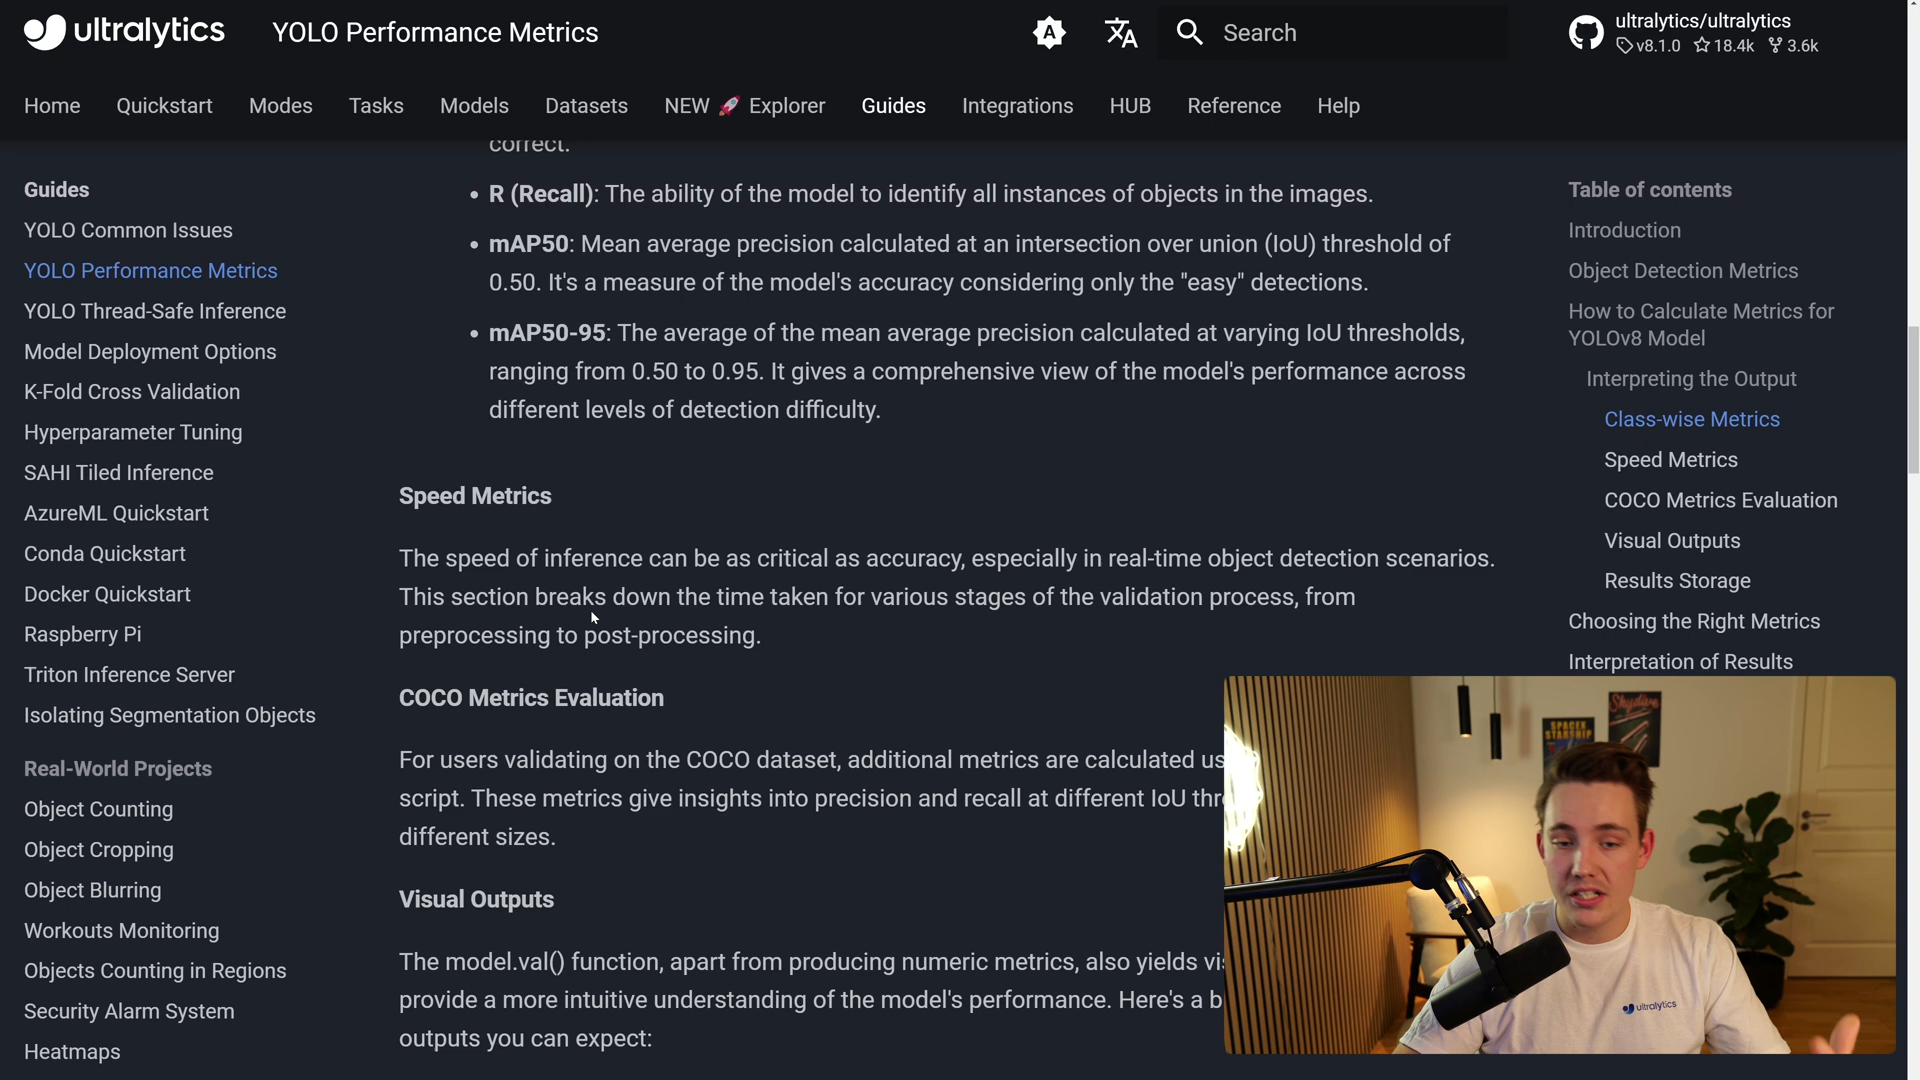 ultralytics
YOLO Performance Metrics
Search
ultralytics/ultralytics
v8.1.0 18.4k 3.6k
Home Quickstart Modes Tasks Models Datasets NEW 🚀 Explorer Guides Integrations HUB Reference Help
Guides
YOLO Common Issues
YOLO Performance Metrics
YOLO Thread-Safe Inference
Model Deployment Options
K-Fold Cross Validation
Hyperparameter Tuning
SAHI Tiled Inference
AzureML Quickstart
Conda Quickstart
Docker Quickstart
Raspberry Pi
Triton Inference Server
Isolating Segmentation Objects
Real-World Projects
Object Counting
Object Cropping
Object Blurring
Workouts Monitoring
Objects Counting in Regions
Security Alarm System
Heatmaps
correct.
• R (Recall): The ability of the model to identify all instances of objects in the images.
• mAP50: Mean average precision calculated at an intersection over union (IoU) threshold of
0.50. It's a measure of the model's accuracy considering only the "easy" detections.
• mAP50-95: The average of the mean average precision calculated at varying IoU thresholds,
ranging from 0.50 to 0.95. It gives a comprehensive view of the model's performance across
different levels of detection difficulty.
Speed Metrics
The speed of inference can be as critical as accuracy, especially in real-time object detection scenarios.
This section breaks down the time taken for various stages of the validation process, from
preprocessing to post-processing.
COCO Metrics Evaluation
For users validating on the COCO dataset, additional metrics are calculated us
script. These metrics give insights into precision and recall at different IoU thr
different sizes.
Visual Outputs
The model.val() function, apart from producing numeric metrics, also yields vi
provide a more intuitive understanding of the model's performance. Here's a b
outputs you can expect:
Table of contents
Introduction
Object Detection Metrics
How to Calculate Metrics for
YOLOv8 Model
Interpreting the Output
Class-wise Metrics
Speed Metrics
COCO Metrics Evaluation
Visual Outputs
Results Storage
Choosing the Right Metrics
Interpretation of Results
Skydive
SPACEX
STARSHIP
ultralytics